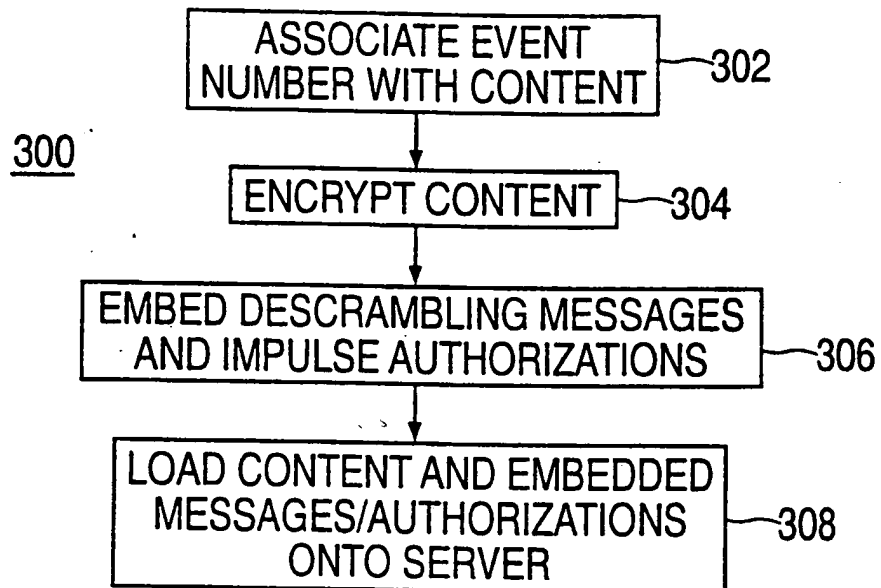 ASSOCIATE EVENT
NUMBER WITH CONTENT
302
300
ENCRYPT CONTENT
304
EMBED DESCRAMBLING MESSAGES
AND IMPULSE AUTHORIZATIONS
306
LOAD CONTENT AND EMBEDDED
MESSAGES/AUTHORIZATIONS
ONTO SERVER
308